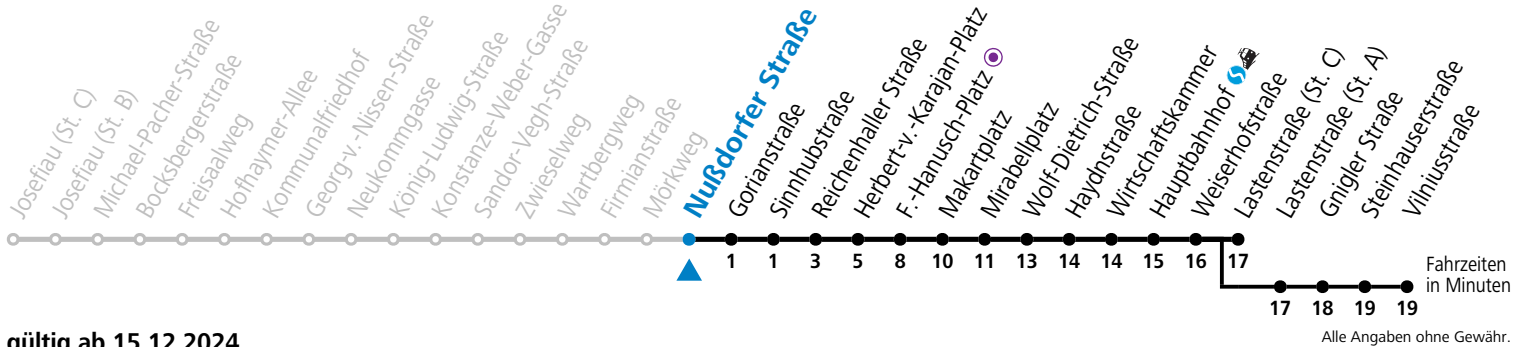 Josefiau (St. C)
Josefiau (St. B)
Michael-Pacher-Straße
Bocksbergerstraße
Freisaalweg
Hofhaymer-Allee
Kommunalfriedhof
Georg-v.-Nissen-Straße
Neukommgasse
König-Ludwig-Straße
Konstanze-Weber-Gasse
Sandor-Vegh-Straße
Zwieselweg
Wartbergweg
Firmianstraße
Mörkweg
Nußdorfer Straße
Gorianstraße
Sinnhubstraße
Reichenhaller Straße
Herbert-v.-Karajan-Platz
F.-Hanusch-Platz
Makartplatz
Mirabellplatz
Wolf-Dietrich-Straße
Haydnstraße
Wirtschaftskammer
Hauptbahnhof
Weiserhofstraße
Lastenstraße (St. C)
Lastenstraße (St. A)
Gnigler Straße
Steinhauserstraße
Vilniusstraße
1 1 3 5 8 10 11 13 14 14 15 16 17
Fahrzeiten
in Minuten
17 18 19 19
gültig ab 15.12.2024
Alle Angaben ohne Gewähr.